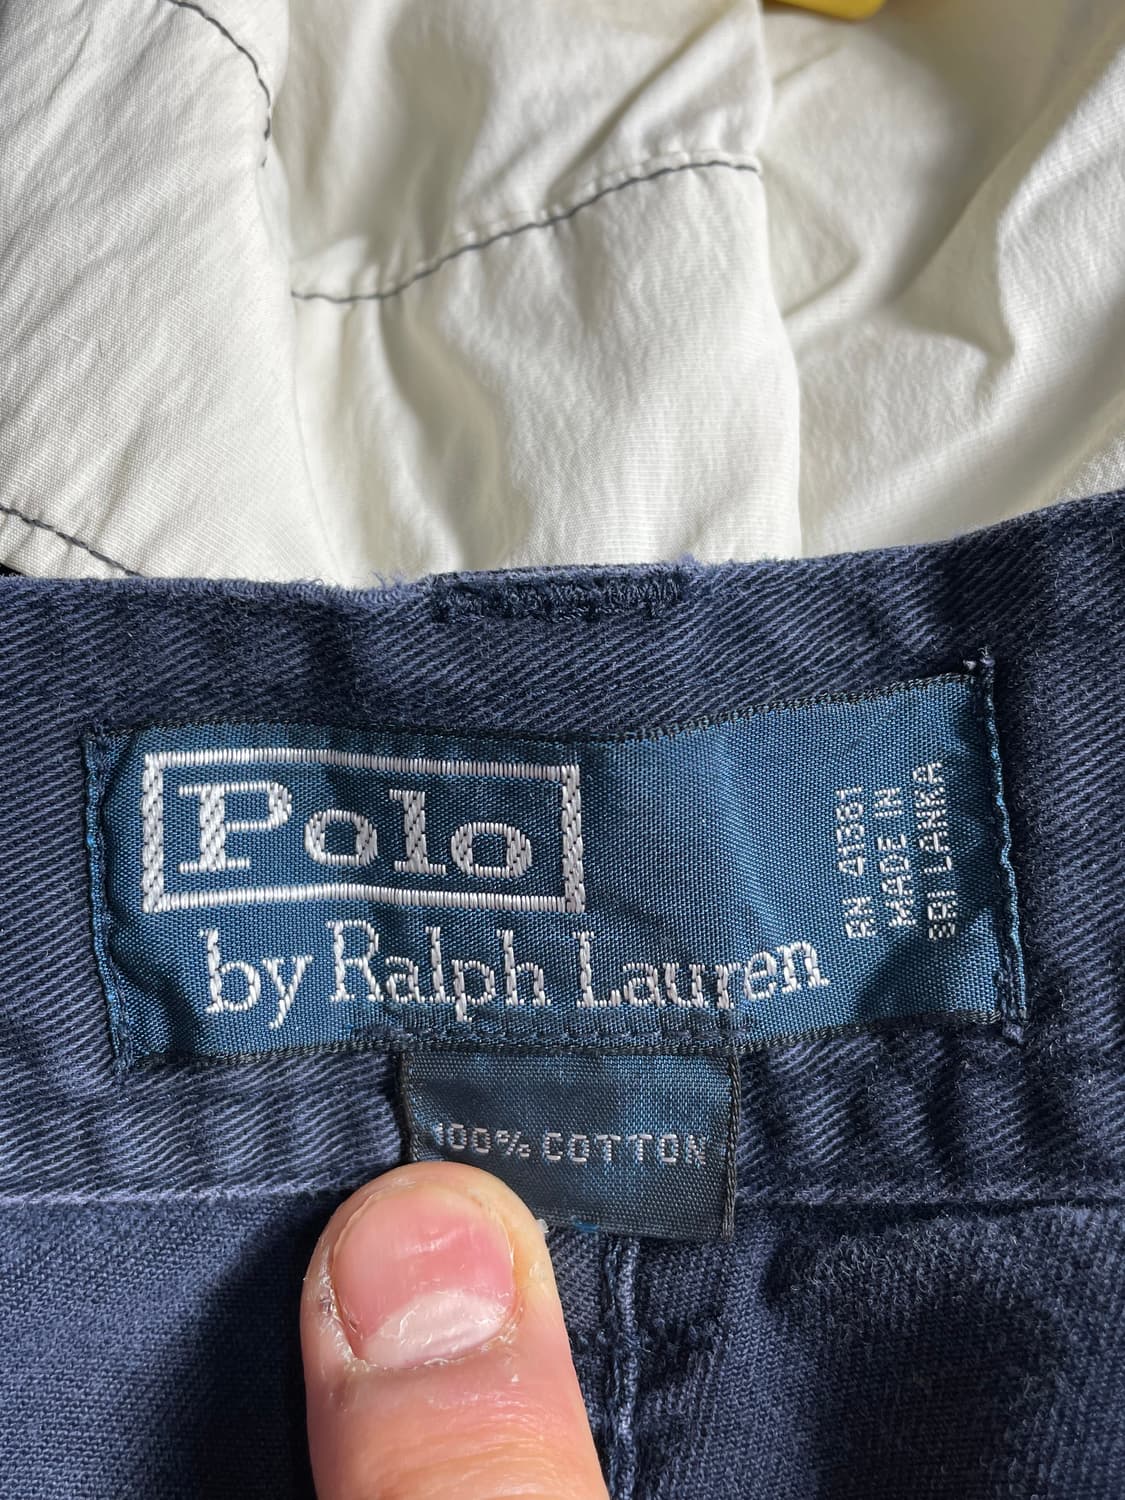 Polo
by Ralph Lauren
RN 41381
MADE IN
SRI LANKA
100% COTTON